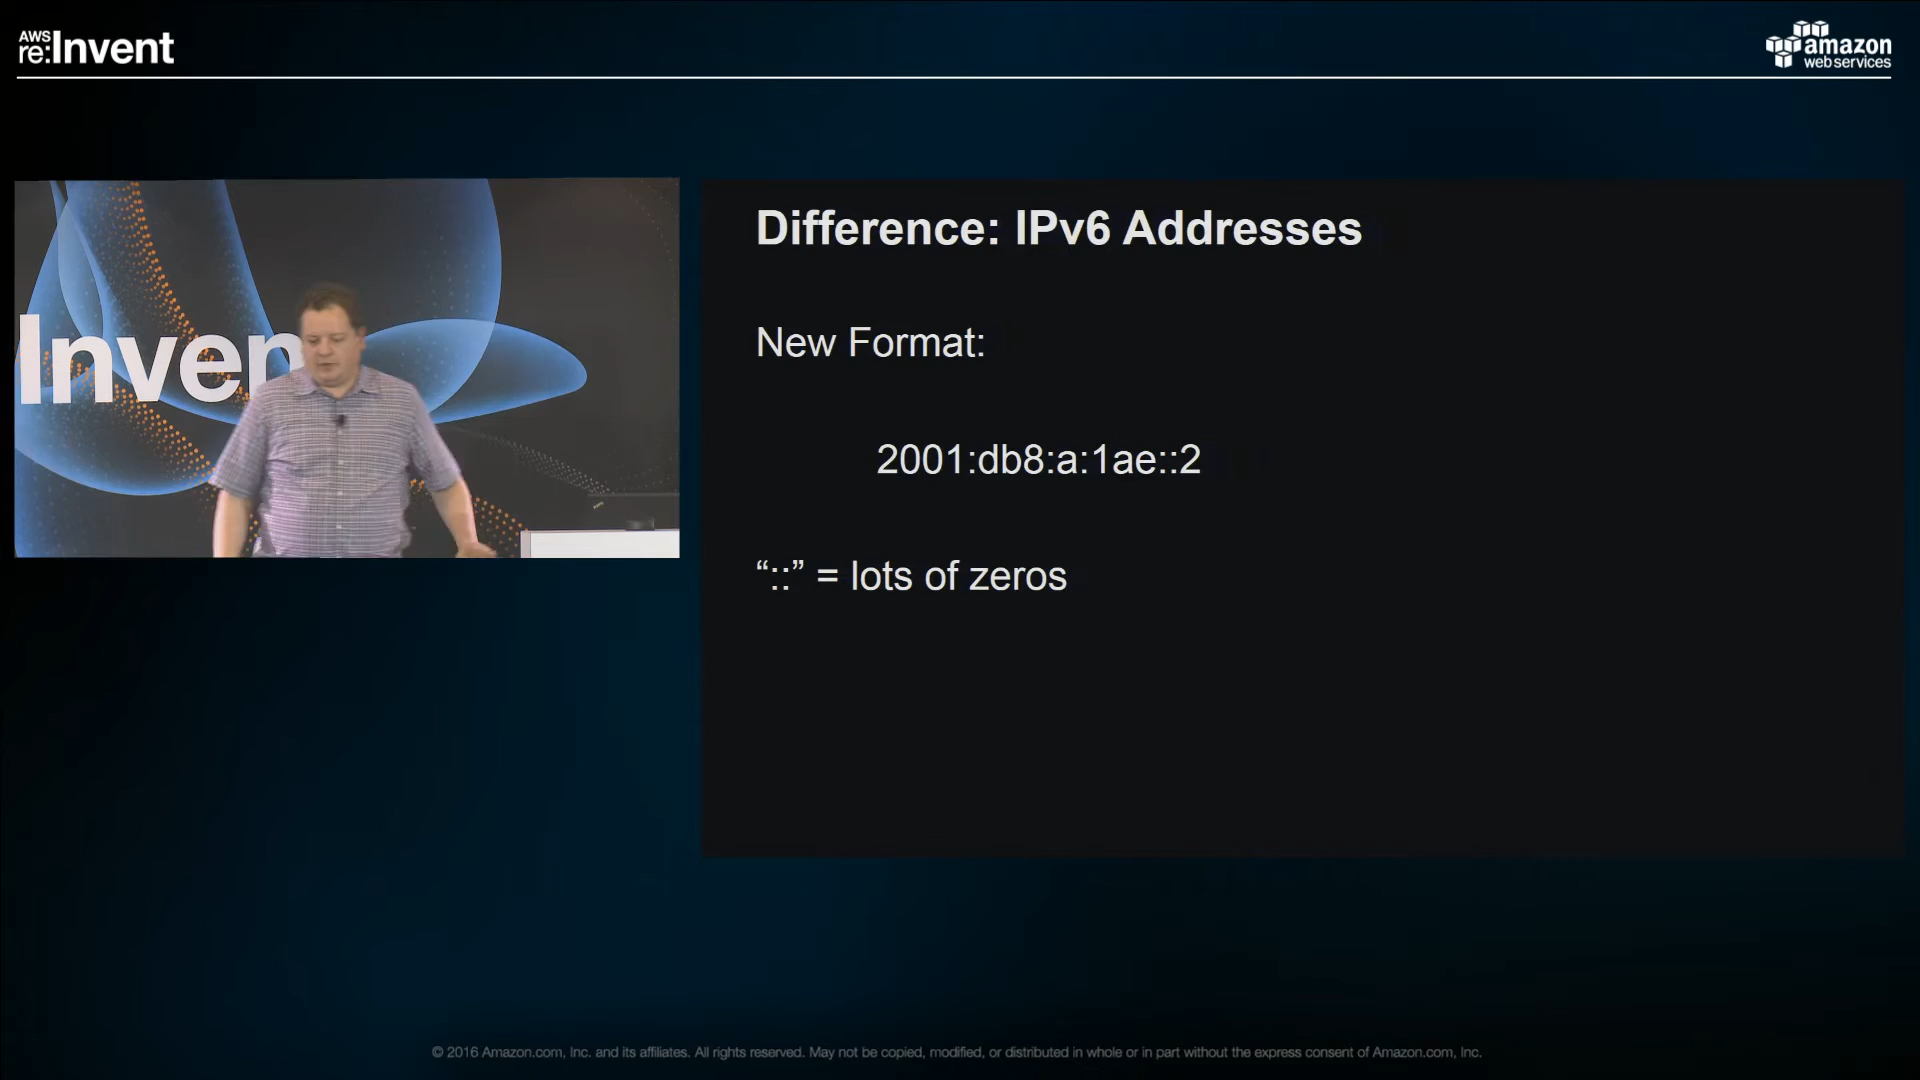 AWS
re:Invent
amazon
web services
Inven
Difference: IPv6 Addresses
New Format:
2001:db8:a:1ae::2
“::” = lots of zeros
© 2016 Amazon.com, Inc. and its affiliates. All rights reserved. May not be copied, modified, or distributed in whole or in part without the express consent of Amazon.com, Inc.